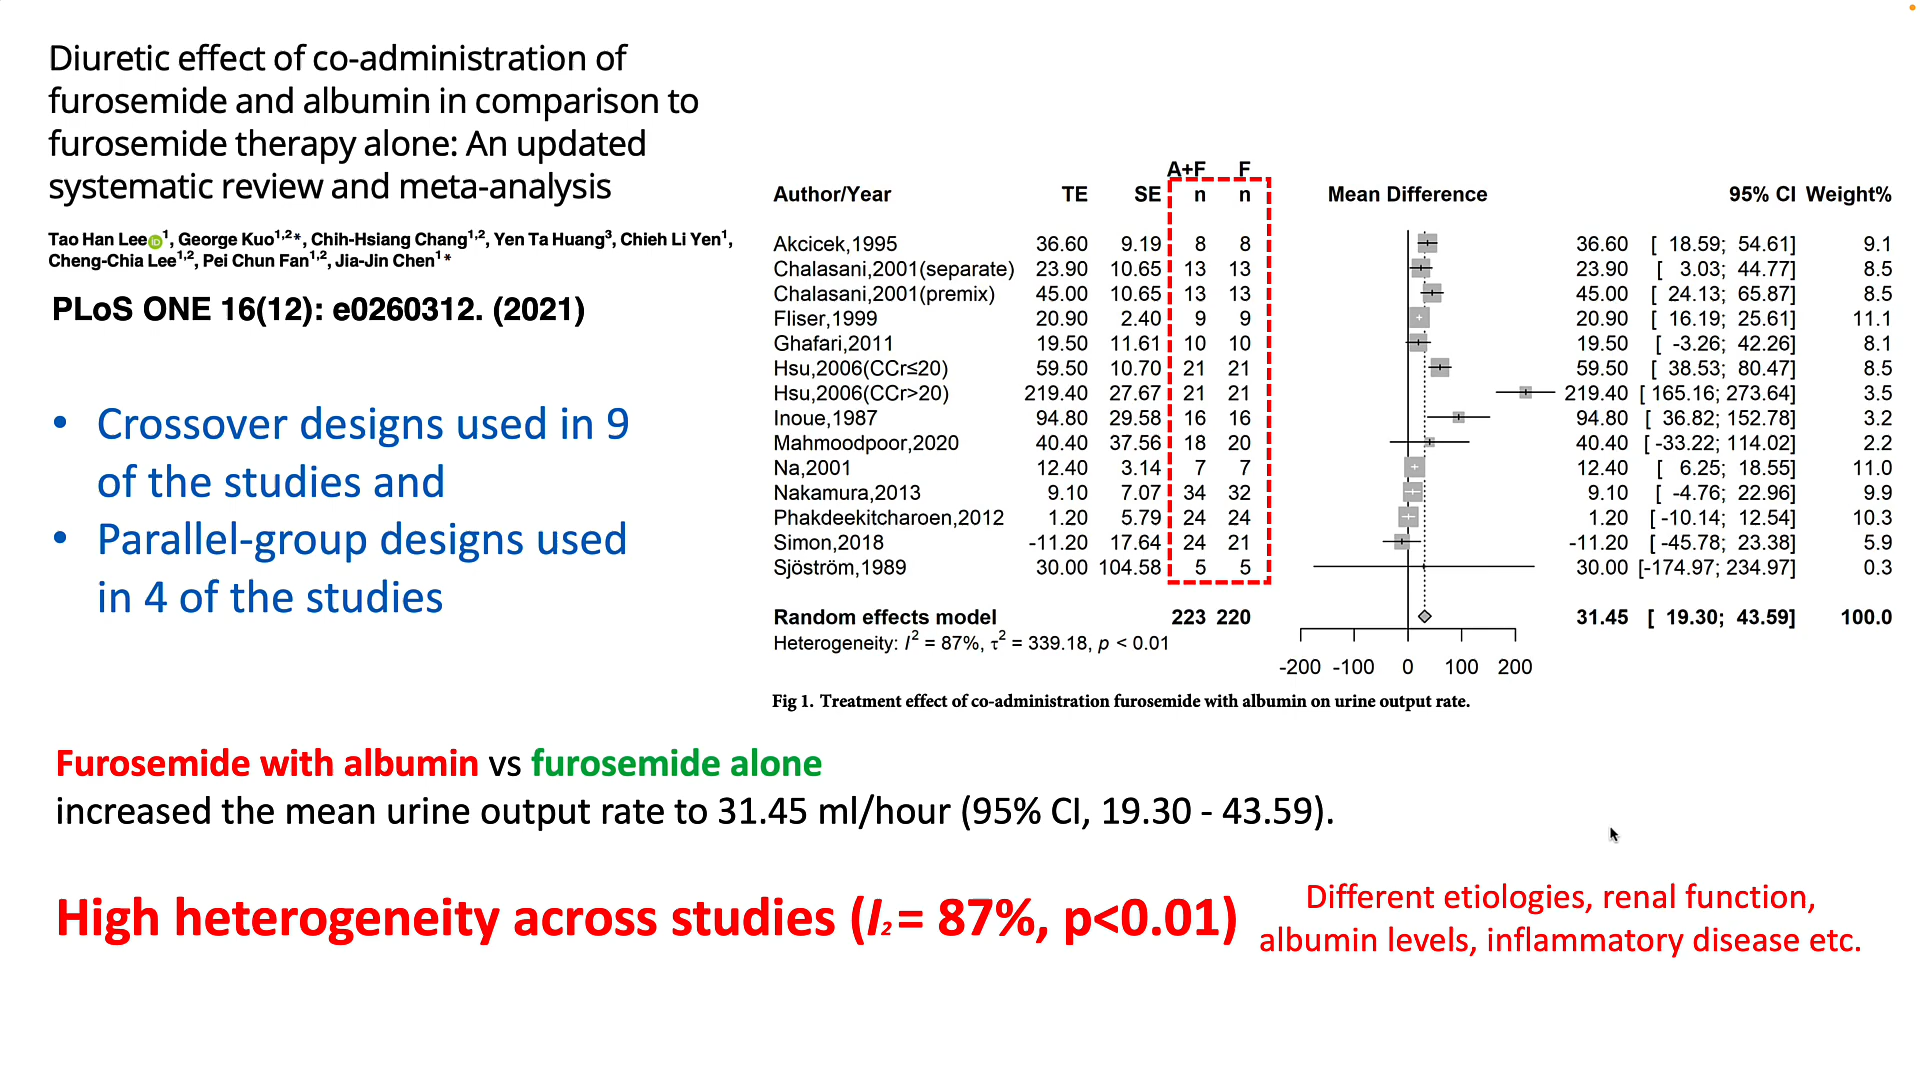 Diuretic effect of co-administration of
furosemide and albumin in comparison to
furosemide therapy alone: An updated
systematic review and meta-analysis
Tao Han Lee iD 1, George Kuo1,2*, Chih-Hsiang Chang1,2, Yen Ta Huang3, Chieh Li Yen1,
Cheng-Chia Lee1,2, Pei Chun Fan1,2, Jia-Jin Chen1*
PLoS ONE 16(12): e0260312. (2021)
• Crossover designs used in 9
of the studies and
• Parallel-group designs used
in 4 of the studies
A+F F
Author/Year TE SE n n Mean Difference 95% CI Weight%
Akcicek,1995 36.60 9.19 8 8 36.60 [ 18.59; 54.61] 9.1
Chalasani,2001(separate) 23.90 10.65 13 13 23.90 [ 3.03; 44.77] 8.5
Chalasani,2001(premix) 45.00 10.65 13 13 45.00 [ 24.13; 65.87] 8.5
Fliser,1999 20.90 2.40 9 9 20.90 [ 16.19; 25.61] 11.1
Ghafari,2011 19.50 11.61 10 10 19.50 [ -3.26; 42.26] 8.1
Hsu,2006(CCr≤20) 59.50 10.70 21 21 59.50 [ 38.53; 80.47] 8.5
Hsu,2006(CCr>20) 219.40 27.67 21 21 219.40 [165.16; 273.64] 3.5
Inoue,1987 94.80 29.58 16 16 94.80 [ 36.82; 152.78] 3.2
Mahmoodpoor,2020 40.40 37.56 18 20 40.40 [-33.22; 114.02] 2.2
Na,2001 12.40 3.14 7 7 12.40 [ 6.25; 18.55] 11.0
Nakamura,2013 9.10 7.07 34 32 9.10 [ -4.76; 22.96] 9.9
Phakdeekitcharoen,2012 1.20 5.79 24 24 1.20 [-10.14; 12.54] 10.3
Simon,2018 -11.20 17.64 24 21 -11.20 [-45.78; 23.38] 5.9
Sjöström,1989 30.00 104.58 5 5 30.00 [-174.97; 234.97] 0.3
Random effects model 223 220 31.45 [ 19.30; 43.59] 100.0
Heterogeneity: I2 = 87%, τ2 = 339.18, p < 0.01
-200 -100 0 100 200
Fig 1. Treatment effect of co-administration furosemide with albumin on urine output rate.
Furosemide with albumin vs furosemide alone
increased the mean urine output rate to 31.45 ml/hour (95% CI, 19.30 - 43.59).
High heterogeneity across studies (I2 = 87%, p<0.01)
Different etiologies, renal function,
albumin levels, inflammatory disease etc.